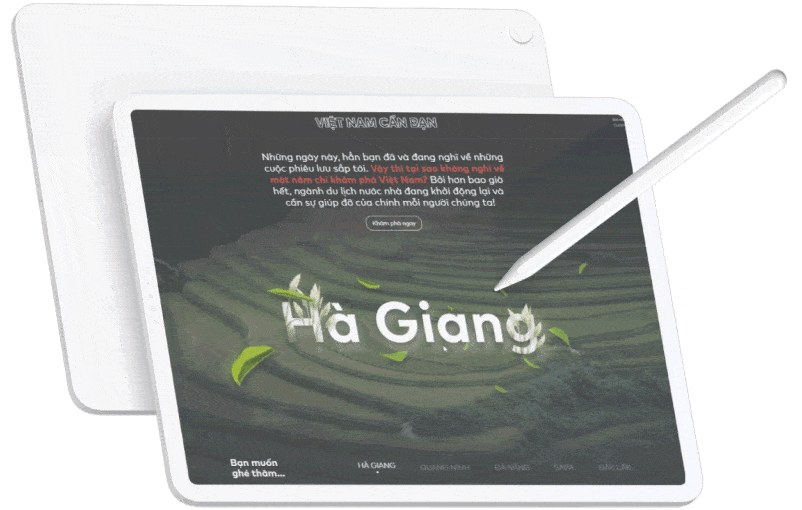 VIỆT NAM CẦN BẠN
Những ngày này, hẳn bạn đã và đang nghĩ về những
cuộc phiêu lưu sắp tới. Vậy thì tại sao không nghĩ về
một năm chỉ khám phá Việt Nam? Bởi hơn bao giờ
hết, ngành du lịch nước nhà đang khởi động lại và
cần sự giúp đỡ của chính mỗi người chúng ta!
Khám phá ngay
Hà Giang
Bạn muốn
ghé thăm...
HÀ GIANG
QUẢNG NINH
ĐÀ NẴNG
SAPA
ĐẮK LẮK